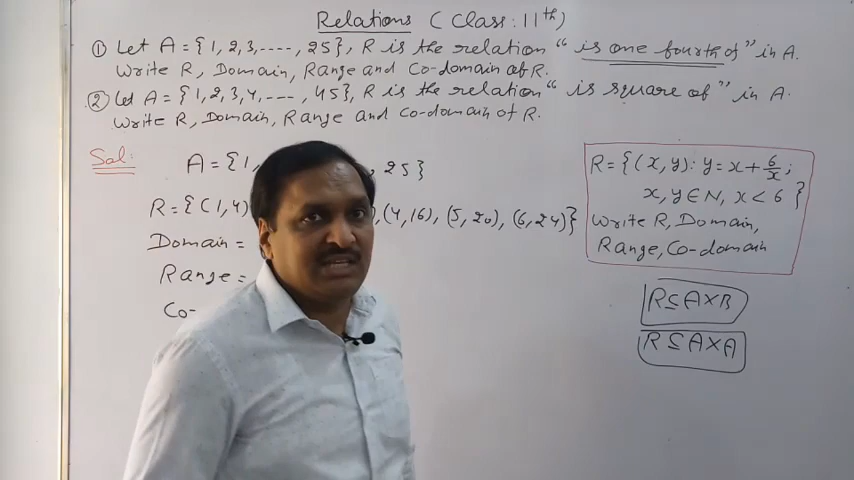 Relations (Class: 11th)
① Let A = {1, 2, 3, ----, 25}, R is the relation "is one fourth of" in A.
Write R, Domain, Range and Co-domain of R.
② Let A = {1, 2, 3, 4, ---, 45}, R is the relation "is square of" in A.
Write R, Domain, Range and Co-domain of R.
Sol:
A = {1, , 25}
R = {(1, 4) ), (4, 16), (5, 20), (6, 24)}
Domain =
Range =
Co-
R = {(x, y): y = x + 6/x ;
x, y ∈ N, x < 6}
Write R, Domain,
Range, Co-domain
R ⊆ A × B
R ⊆ A × A